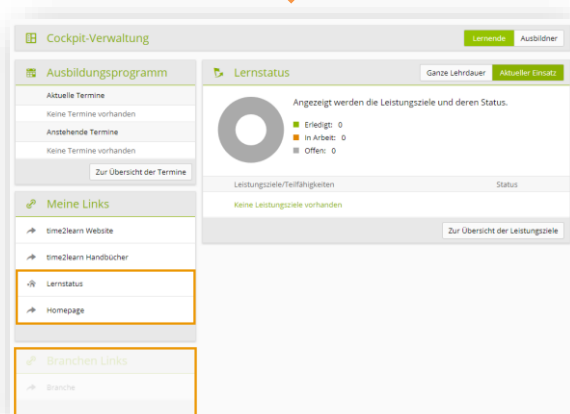 Cockpit-Verwaltung
Lernende Ausbildner
Ausbildungsprogramm
Aktuelle Termine
Keine Termine vorhanden
Anstehende Termine
Keine Termine vorhanden
Zur Übersicht der Termine
Lernstatus
Ganze Lehrdauer Aktueller Einsatz
Angezeigt werden die Leistungsziele und deren Status.
Erledigt: 0
In Arbeit: 0
Offen: 0
Leistungsziele/Teilfähigkeiten Status
Keine Leistungsziele vorhanden
Zur Übersicht der Leistungsziele
Meine Links
time2learn Website
time2learn Handbücher
Lernstatus
Homepage
Branchen Links
Branche